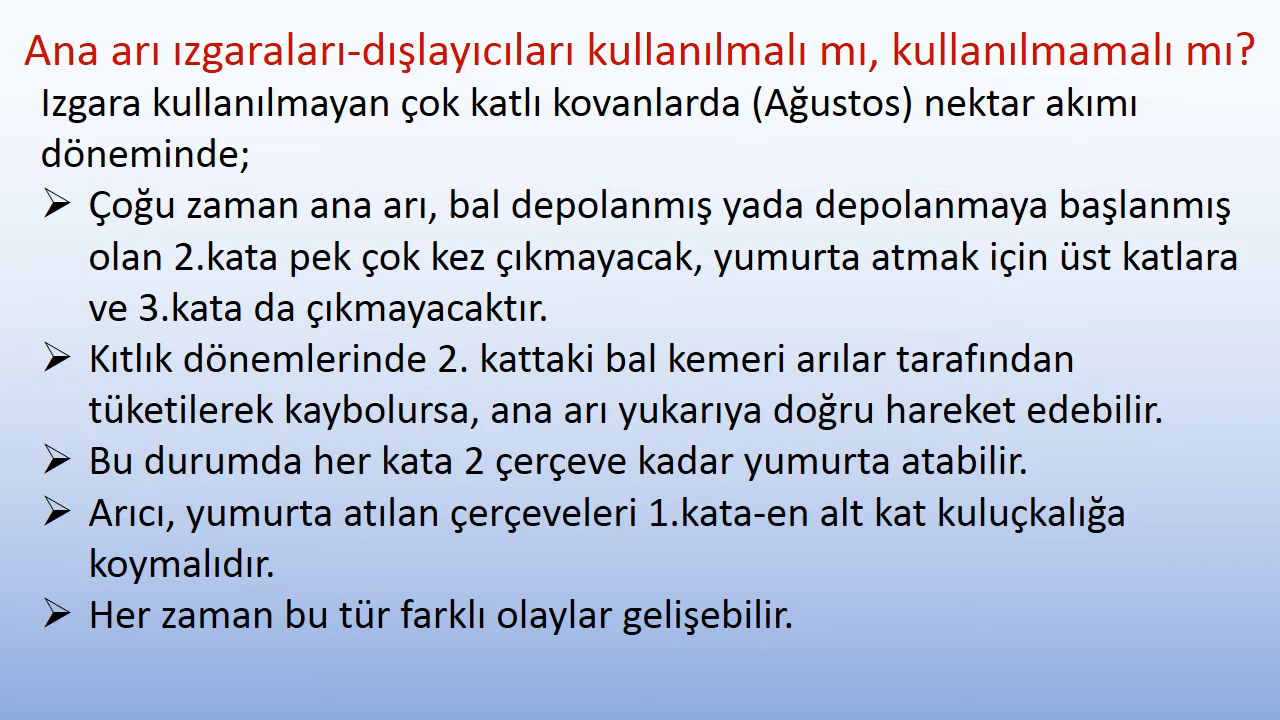 Ana arı ızgaraları-dışlayıcıları kullanılmalı mı, kullanılmamalı mı?
Izgara kullanılmayan çok katlı kovanlarda (Ağustos) nektar akımı
döneminde;
➢ Çoğu zaman ana arı, bal depolanmış yada depolanmaya başlanmış
olan 2.kata pek çok kez çıkmayacak, yumurta atmak için üst katlara
ve 3.kata da çıkmayacaktır.
➢ Kıtlık dönemlerinde 2. kattaki bal kemeri arılar tarafından
tüketilerek kaybolursa, ana arı yukarıya doğru hareket edebilir.
➢ Bu durumda her kata 2 çerçeve kadar yumurta atabilir.
➢ Arıcı, yumurta atılan çerçeveleri 1.kata-en alt kat kuluçkalığa
koymalıdır.
➢ Her zaman bu tür farklı olaylar gelişebilir.